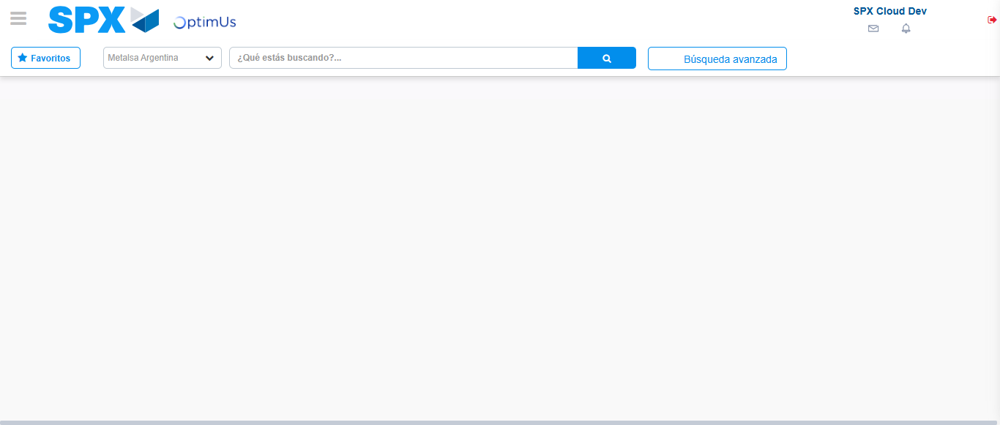 SPX OptimUs
SPX Cloud Dev
Favoritos
Metalsa Argentina
¿Qué estás buscando?...
Búsqueda avanzada